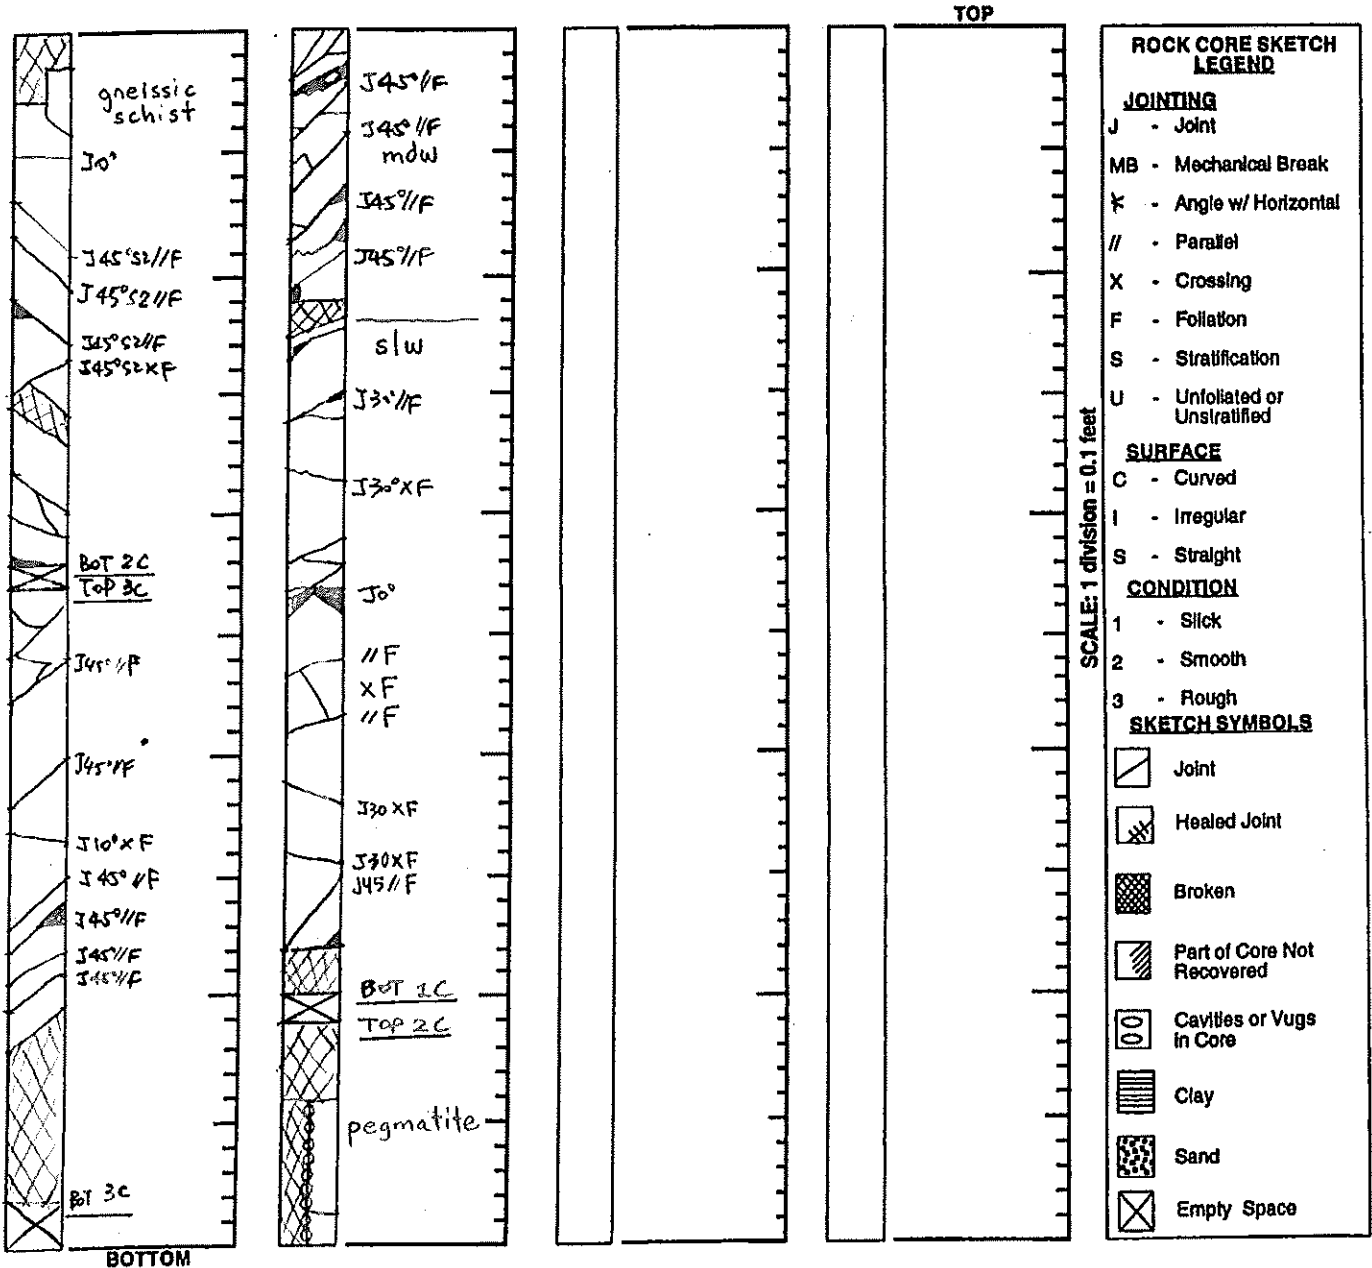 TOP
gneissic
schist
J0°
J45°S2//F
J45°S2//F
J45°S2//F
J45°S2XF
BOT 2C
TOP 3C
J45°//F
J45°//F
J10°XF
J45°//F
J45°//F
J45°//F
J45°//F
BOT 3C
BOTTOM
J45°//F
J45°//F
mdw
J45°//F
J45°//F
slw
J30°//F
J30°XF
J0°
//F
XF
//F
J30XF
J30XF
J45//F
BOT 1C
TOP 2C
pegmatite
SCALE: 1 division = 0.1 feet
ROCK CORE SKETCH
LEGEND
JOINTING
J - Joint
MB - Mechanical Break
- Angle w/ Horizontal
// - Parallel
X - Crossing
F - Foliation
S - Stratification
U - Unfoliated or
Unstratified
SURFACE
C - Curved
I - Irregular
S - Straight
CONDITION
1 - Slick
2 - Smooth
3 - Rough
SKETCH SYMBOLS
Joint
Healed Joint
Broken
Part of Core Not
Recovered
Cavities or Vugs
in Core
Clay
Sand
Empty Space